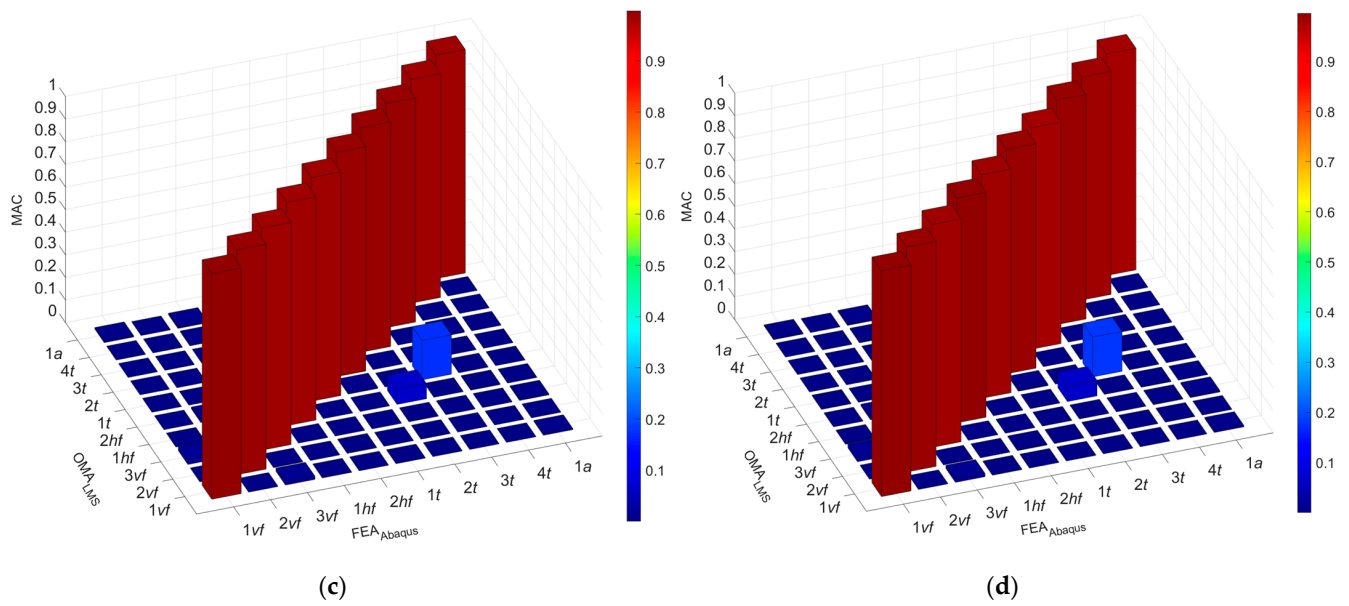 1
0.9
0.8
0.7
0.6
0.5
0.4
0.3
0.2
0.1
0
MAC
1a
4t
3t
2t
1t
2hf
1hf
3vf
2vf
1vf
OMA LMS
1vf
2vf
3vf
1hf
2hf
1t
2t
3t
4t
1a
FEA Abaqus
0.9
0.8
0.7
0.6
0.5
0.4
0.3
0.2
0.1
(c)
1
0.9
0.8
0.7
0.6
0.5
0.4
0.3
0.2
0.1
0
MAC
1a
4t
3t
2t
1t
2hf
1hf
3vf
2vf
1vf
OMA LMS
1vf
2vf
3vf
1hf
2hf
1t
2t
3t
4t
1a
FEA Abaqus
0.9
0.8
0.7
0.6
0.5
0.4
0.3
0.2
0.1
(d)